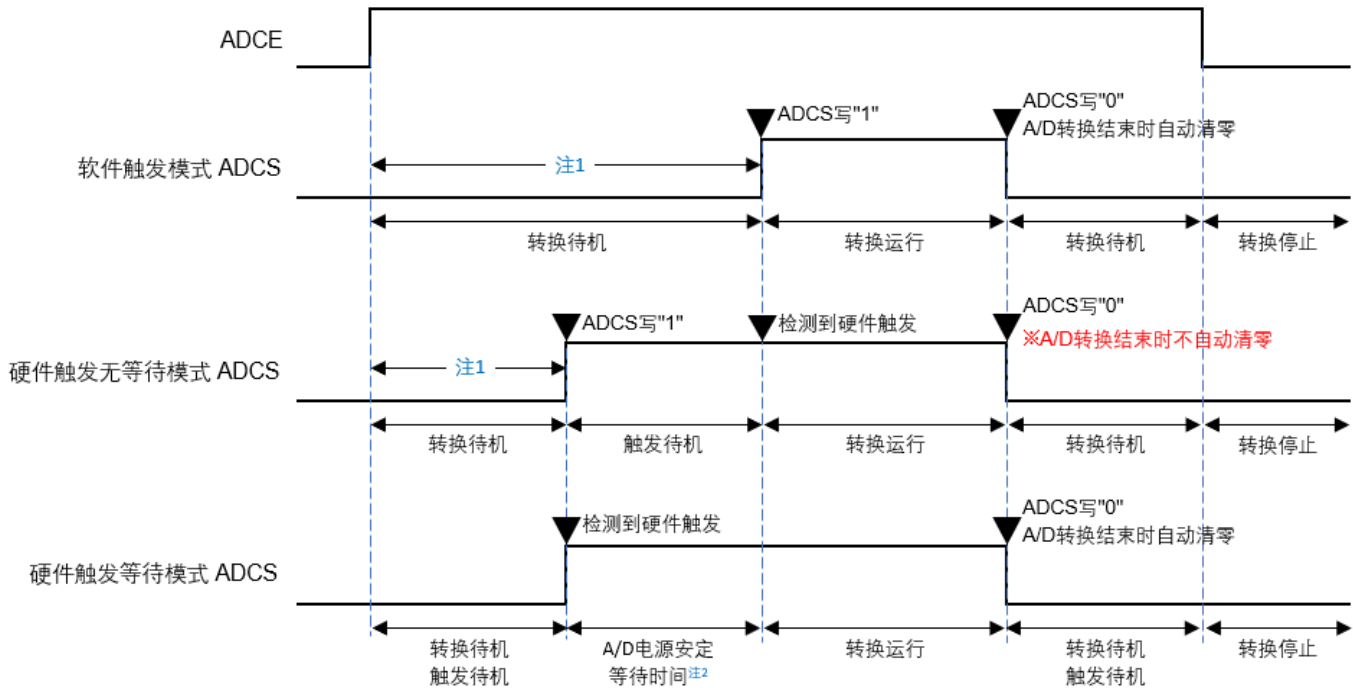 ADCE
ADCS写"1"
ADCS写"0"
A/D转换结束时自动清零
软件触发模式 ADCS
注1
转换待机
转换运行
转换待机
转换停止
ADCS写"1"
检测到硬件触发
ADCS写"0"
※A/D转换结束时不自动清零
硬件触发无等待模式 ADCS
注1
转换待机
触发待机
转换运行
转换待机
转换停止
检测到硬件触发
ADCS写"0"
A/D转换结束时自动清零
硬件触发等待模式 ADCS
转换待机
触发待机
A/D电源安定
等待时间注2
转换运行
转换待机
触发待机
转换停止